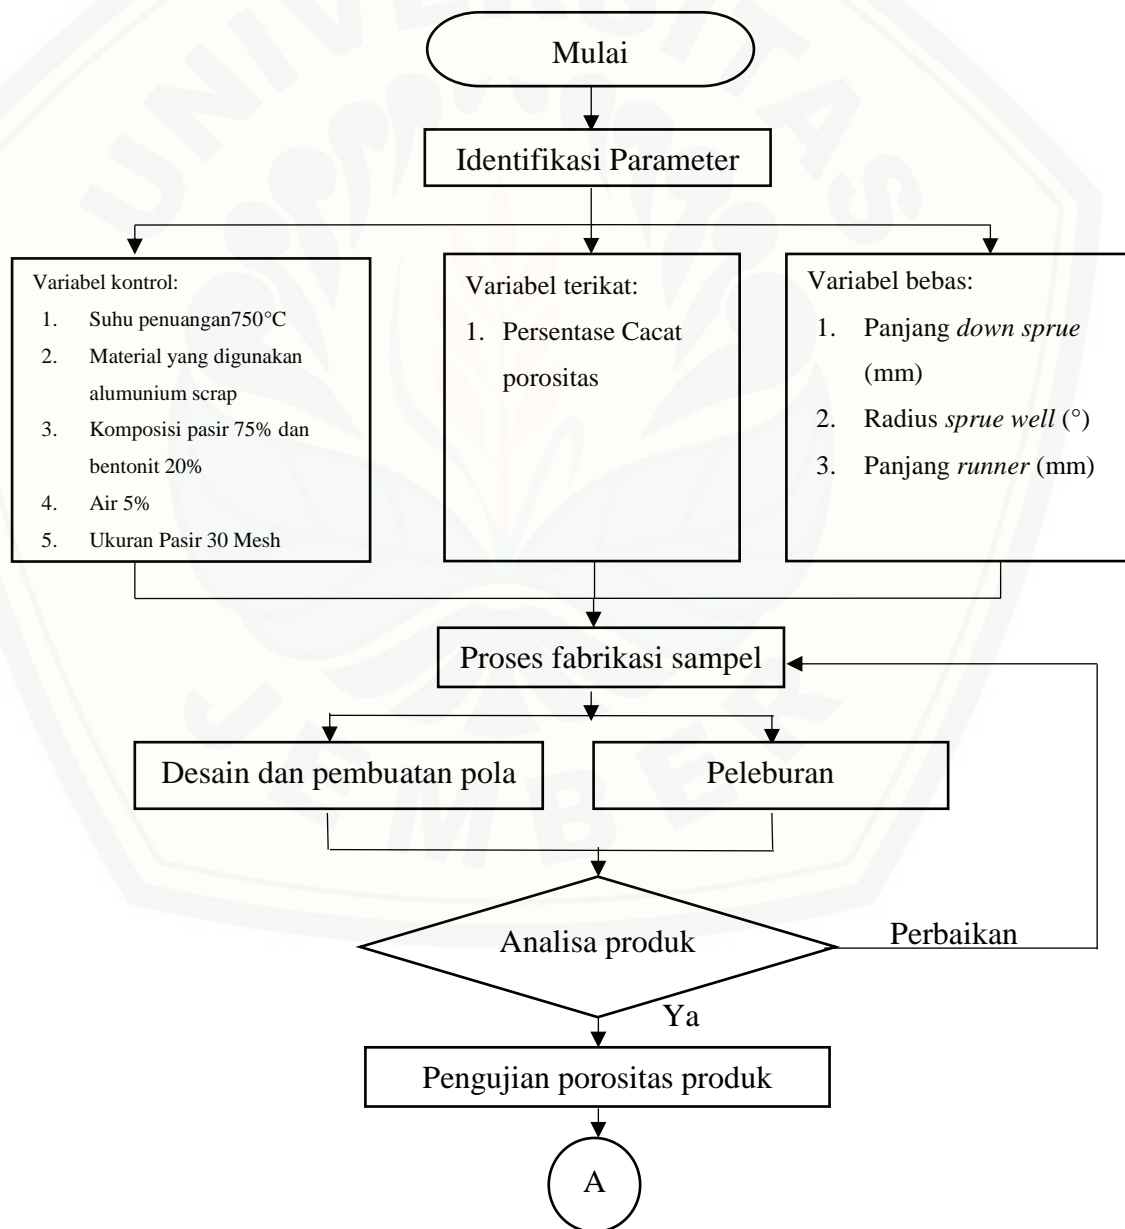 UNIVERSITAS
Mulai
Identifikasi Parameter
Variabel kontrol:
1. Suhu penuangan750°C
2. Material yang digunakan
alumunium scrap
3. Komposisi pasir 75% dan
bentonit 20%
4. Air 5%
5. Ukuran Pasir 30 Mesh
Variabel terikat:
1. Persentase Cacat
porositas
Variabel bebas:
1. Panjang down sprue
(mm)
2. Radius sprue well (°)
3. Panjang runner (mm)
Proses fabrikasi sampel
Desain dan pembuatan pola
Peleburan
JEMBER
Analisa produk
Perbaikan
Ya
Pengujian porositas produk
A